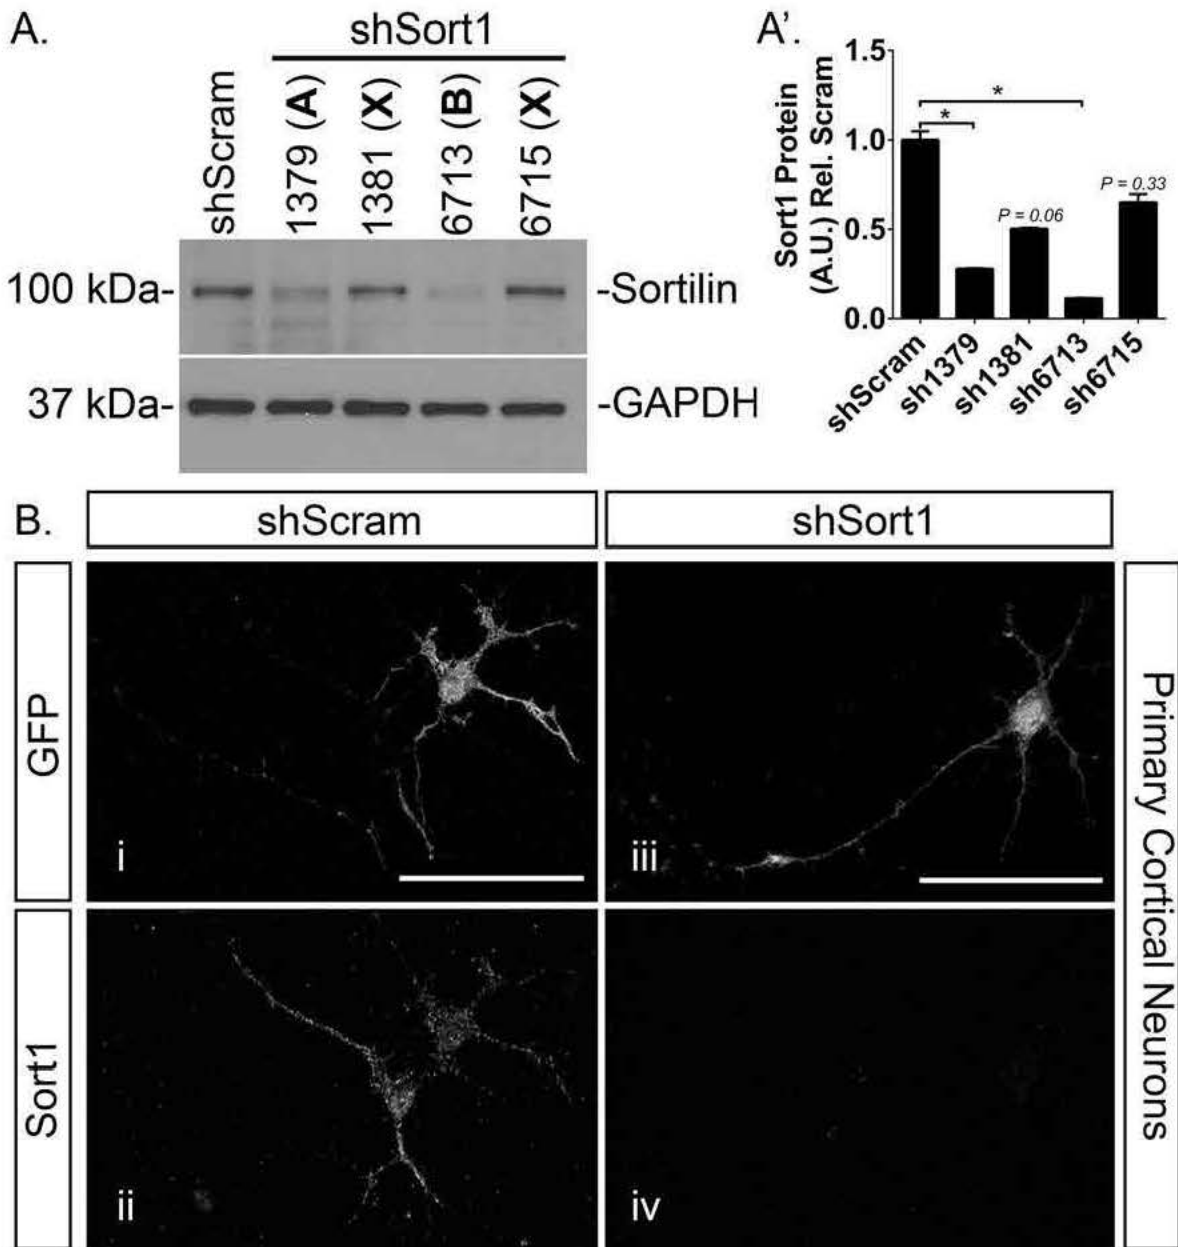 A.
shSort1
shScram
1379 (A)
1381 (X)
6713 (B)
6715 (X)
100 kDa-
-Sortilin
37 kDa-
-GAPDH
A'.
Sort1 Protein
(A.U.) Rel. Scram
1.5
1.0
0.5
0.0
*
*
P = 0.06
P = 0.33
shScram
sh1379
sh1381
sh6713
sh6715
B.
shScram
shSort1
GFP
Sort1
i
iii
ii
iv
Primary Cortical Neurons